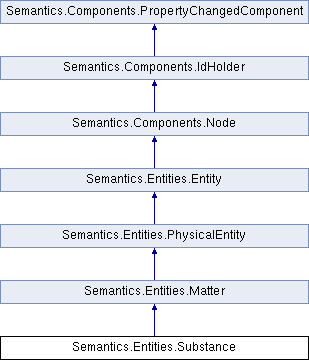 Semantics.Components.PropertyChangedComponent
Semantics.Components.IdHolder
Semantics.Components.Node
Semantics.Entities.Entity
Semantics.Entities.PhysicalEntity
Semantics.Entities.Matter
Semantics.Entities.Substance